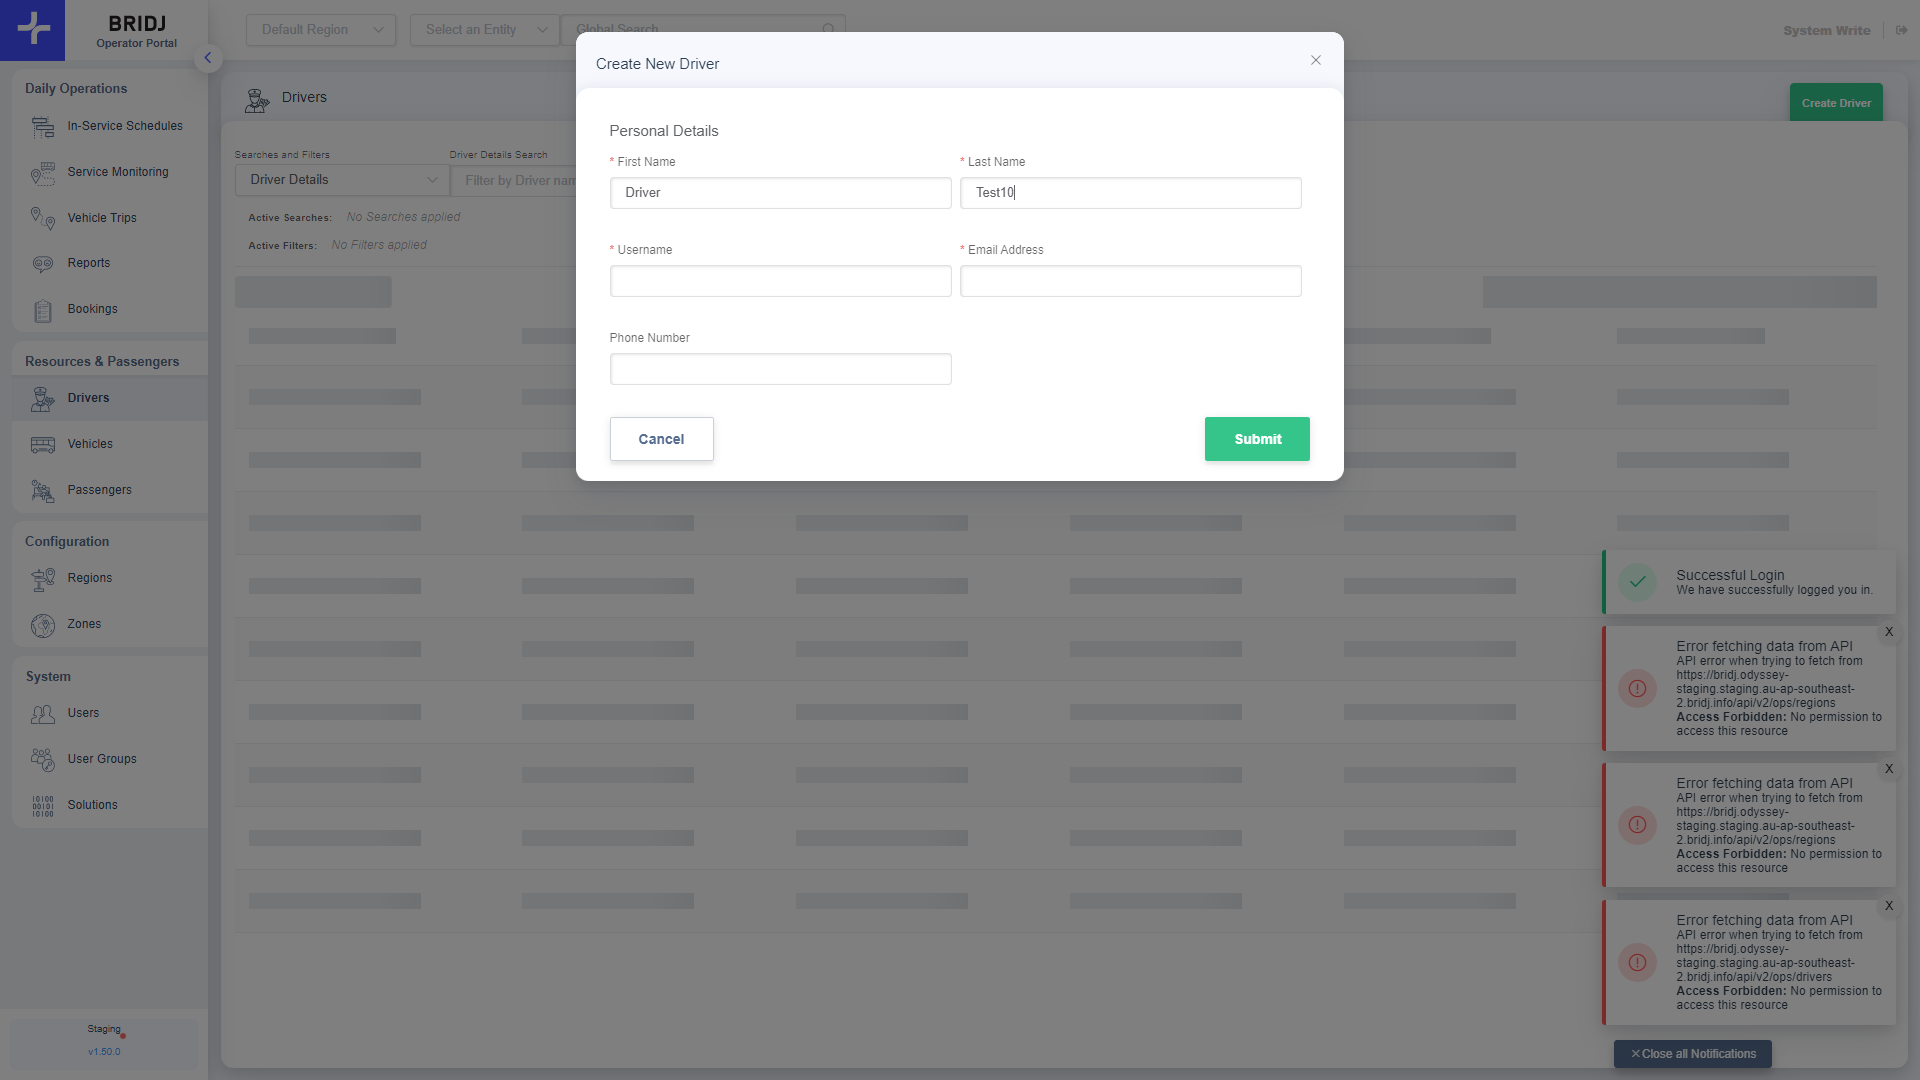 BRIDJ
Operator Portal
Default Region
Select an Entity
Global Search
System Write
Daily Operations
In-Service Schedules
Service Monitoring
Vehicle Trips
Reports
Bookings
Resources & Passengers
Drivers
Vehicles
Passengers
Configuration
Regions
Zones
System
Users
User Groups
Solutions
Staging
v1.50.0
Drivers
Create Driver
Searches and Filters
Driver Details Search
Driver Details
Filter by Driver nam
Active Searches: No Searches applied
Active Filters: No Filters applied
Create New Driver
Personal Details
* First Name
* Last Name
Driver
Test10
* Username
* Email Address
Phone Number
Cancel
Submit
Successful Login
We have successfully logged you in.
X
Error fetching data from API
API error when trying to fetch from
https://bridj.odyssey-
staging.staging.au-ap-southeast-
2.bridj.info/api/v2/ops/regions
Access Forbidden: No permission to
access this resource
X
Error fetching data from API
API error when trying to fetch from
https://bridj.odyssey-
staging.staging.au-ap-southeast-
2.bridj.info/api/v2/ops/regions
Access Forbidden: No permission to
access this resource
X
Error fetching data from API
API error when trying to fetch from
https://bridj.odyssey-
staging.staging.au-ap-southeast-
2.bridj.info/api/v2/ops/drivers
Access Forbidden: No permission to
access this resource
Close all Notifications